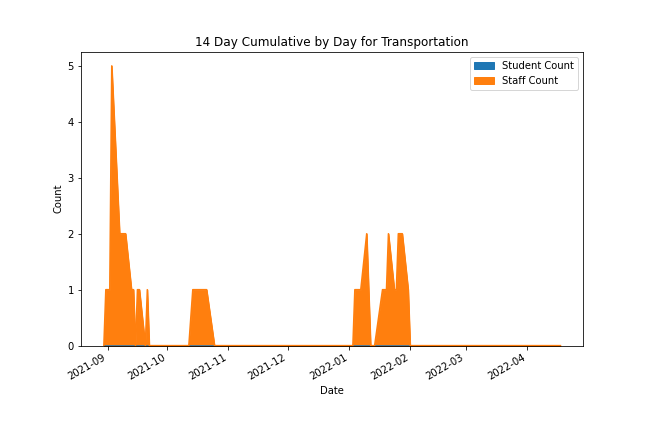 14 Day Cumulative by Day for Transportation
Student Count
Staff Count
Count
5
4
3
2
1
0
2021-09
2021-10
2021-11
2021-12
2022-01
2022-02
2022-03
2022-04
Date